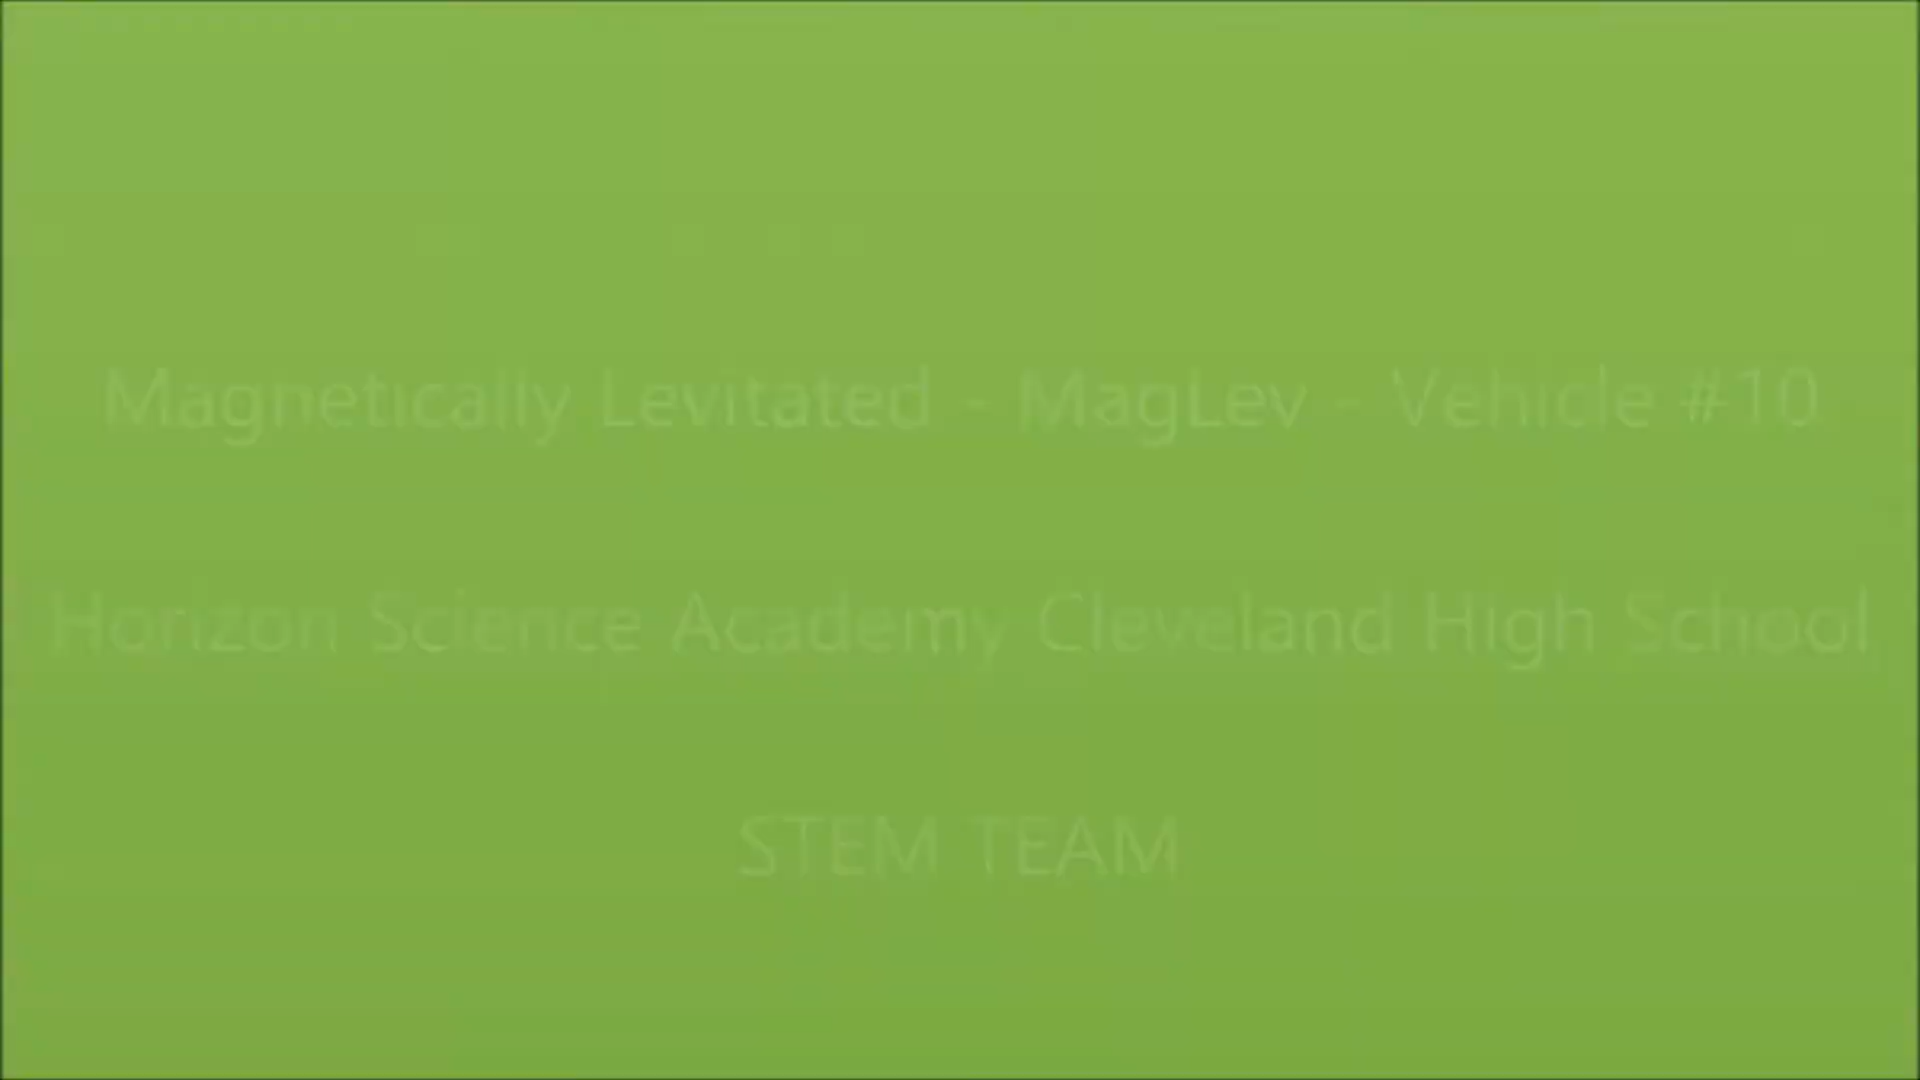 Magnetically Levitated - MagLev - Vehicle #10
Horizon Science Academy Cleveland High School
STEM TEAM